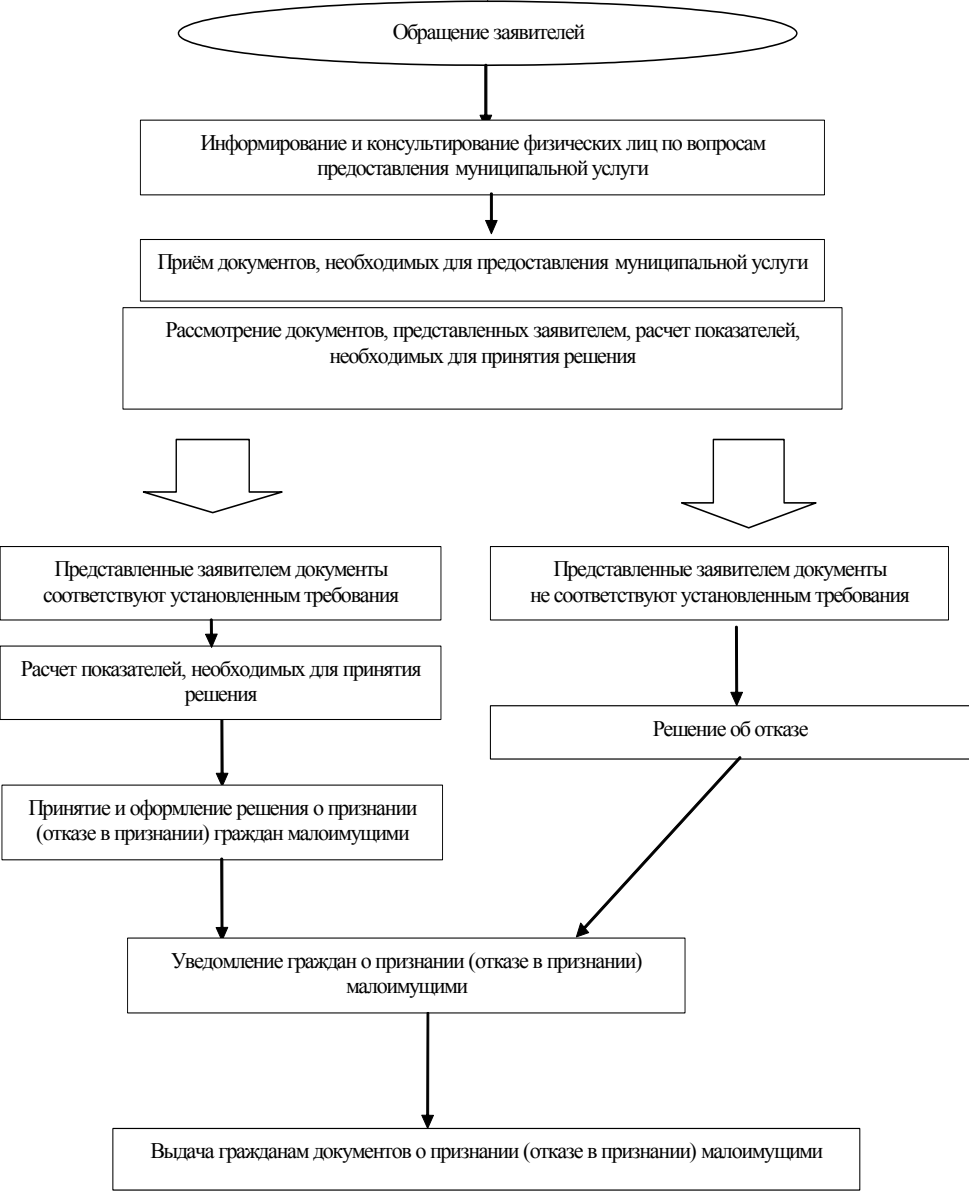 Обращение заявителей
Информирование и консультирование физических лиц по вопросам
предоставления муниципальной услуги
Приём документов, необходимых для предоставления муниципальной услуги
Рассмотрение документов, представленных заявителем, расчет показателей,
необходимых для принятия решения
Представленные заявителем документы
соответствуют установленным требования
Представленные заявителем документы
не соответствуют установленным требования
Расчет показателей, необходимых для принятия
решения
Решение об отказе
Принятие и оформление решения о признании
(отказе в признании) граждан малоимущими
Уведомление граждан о признании (отказе в признании)
малоимущими
Выдача гражданам документов о признании (отказе в признании) малоимущими